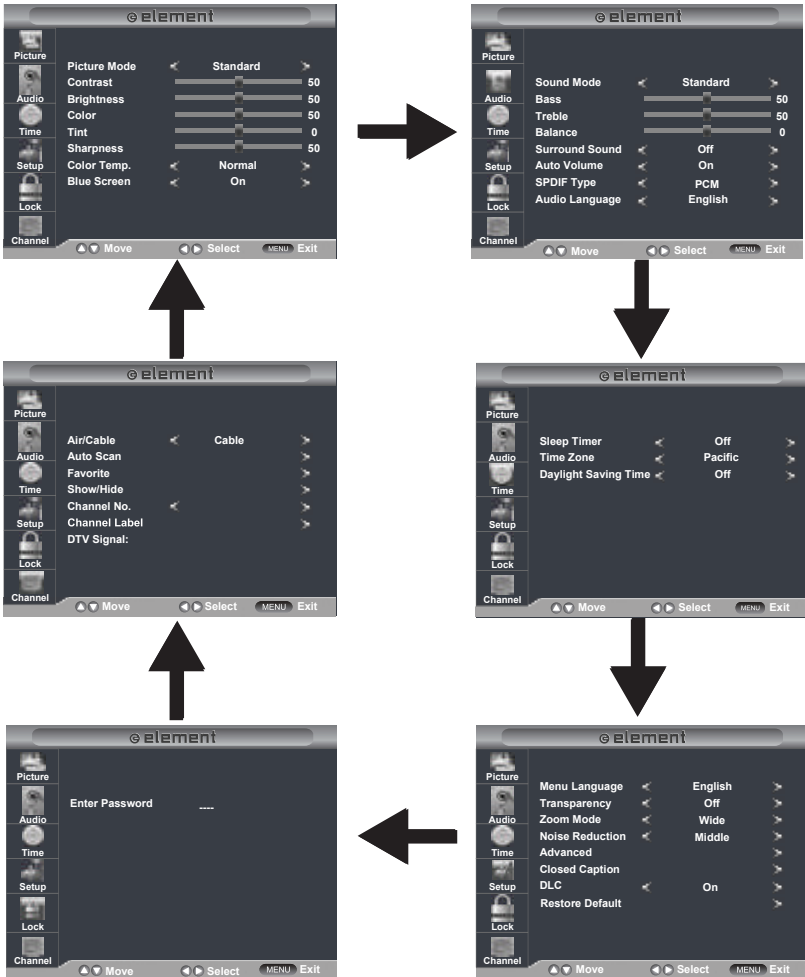 element
Picture
Audio
Time
Setup
Lock
Channel
Picture Mode Standard
Contrast 50
Brightness 50
Color 50
Tint 0
Sharpness 50
Color Temp. Normal
Blue Screen On
Move Select MENU Exit
element
Picture
Audio
Time
Setup
Lock
Channel
Sound Mode Standard
Bass 50
Treble 50
Balance 0
Surround Sound Off
Auto Volume On
SPDIF Type PCM
Audio Language English
Move Select MENU Exit
element
Picture
Audio
Time
Setup
Lock
Channel
Air/Cable Cable
Auto Scan
Favorite
Show/Hide
Channel No.
Channel Label
DTV Signal:
Move Select MENU Exit
element
Picture
Audio
Time
Setup
Lock
Channel
Sleep Timer Off
Time Zone Pacific
Daylight Saving Time Off
Move Select MENU Exit
element
Picture
Audio
Time
Setup
Lock
Channel
Enter Password ----
Move Select MENU Exit
element
Picture
Audio
Time
Setup
Lock
Channel
Menu Language English
Transparency Off
Zoom Mode Wide
Noise Reduction Middle
Advanced
Closed Caption
DLC On
Restore Default
Move Select MENU Exit